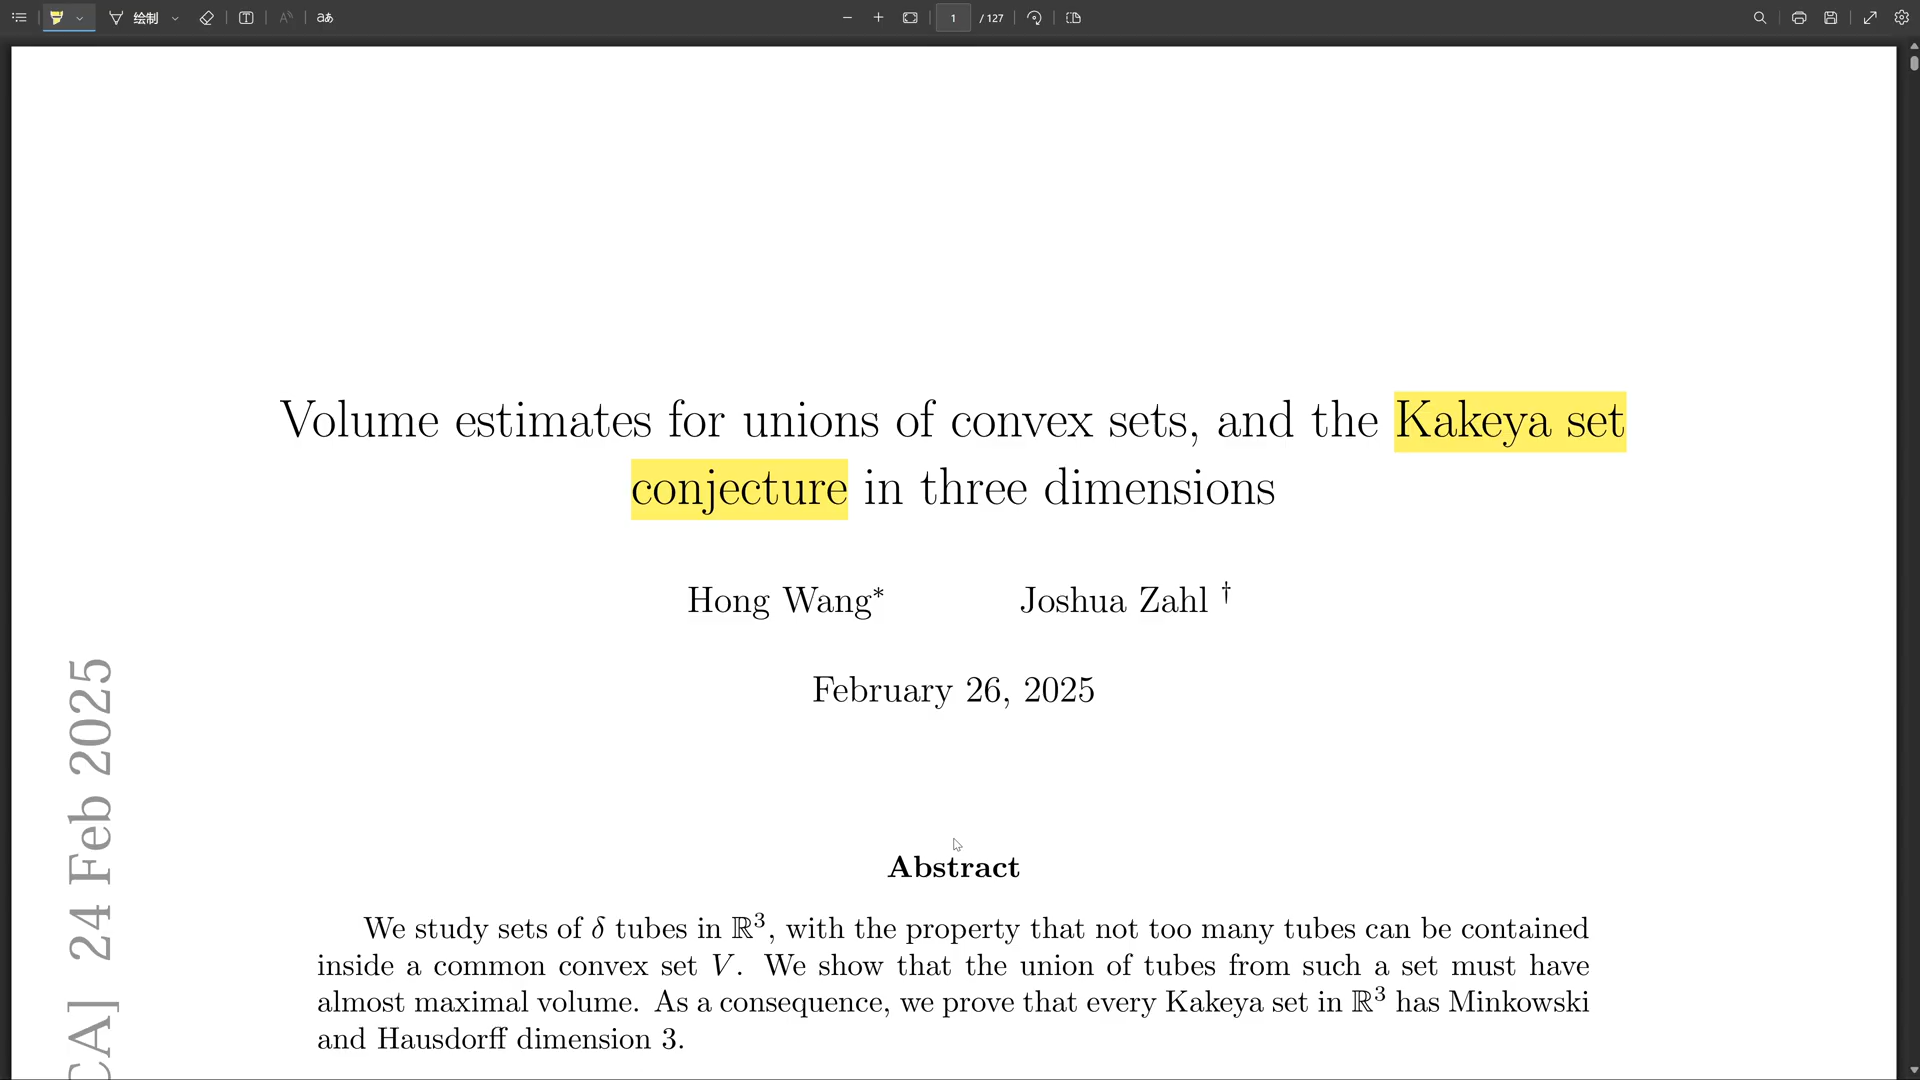 绘制
aあ
1 / 127
Volume estimates for unions of convex sets, and the Kakeya set
conjecture in three dimensions
Hong Wang* Joshua Zahl †
February 26, 2025
Abstract
We study sets of δ tubes in ℝ³, with the property that not too many tubes can be contained
inside a common convex set V. We show that the union of tubes from such a set must have
almost maximal volume. As a consequence, we prove that every Kakeya set in ℝ³ has Minkowski
and Hausdorff dimension 3.
CA] 24 Feb 2025